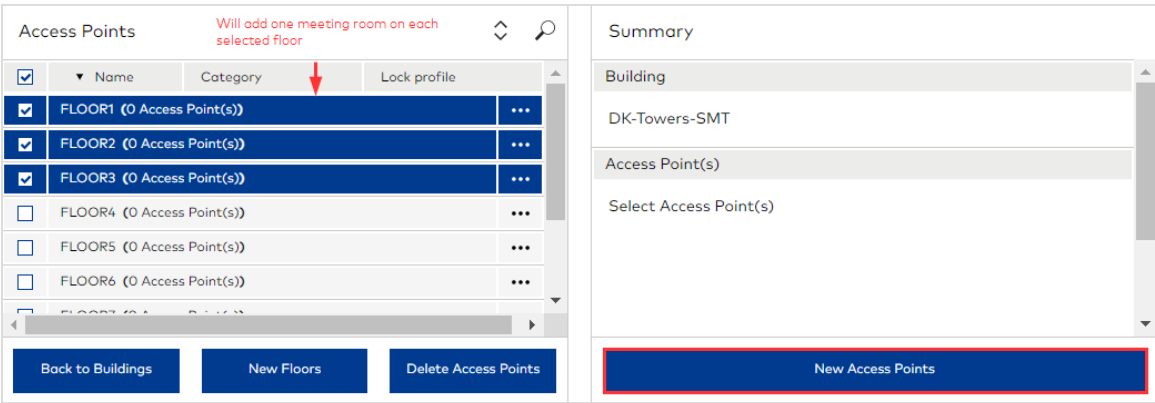 Access Points
Will add one meeting room on each
selected floor
Name Category Lock profile
FLOOR1 (0 Access Point(s))
FLOOR2 (0 Access Point(s))
FLOOR3 (0 Access Point(s))
FLOOR4 (0 Access Point(s))
FLOOR5 (0 Access Point(s))
FLOOR6 (0 Access Point(s))
Back to Buildings New Floors Delete Access Points
Summary
Building
DK-Towers-SMT
Access Point(s)
Select Access Point(s)
New Access Points